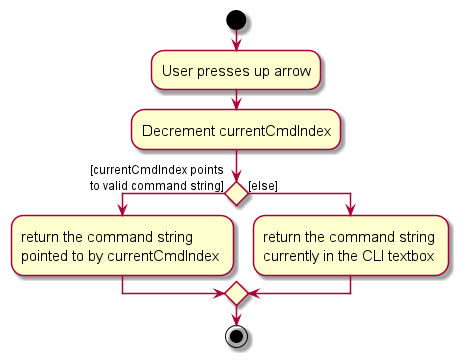 User presses up arrow
Decrement currentCmdIndex
[currentCmdIndex points
to valid command string]
[else]
return the command string
pointed to by currentCmdIndex
return the command string
currently in the CLI textbox